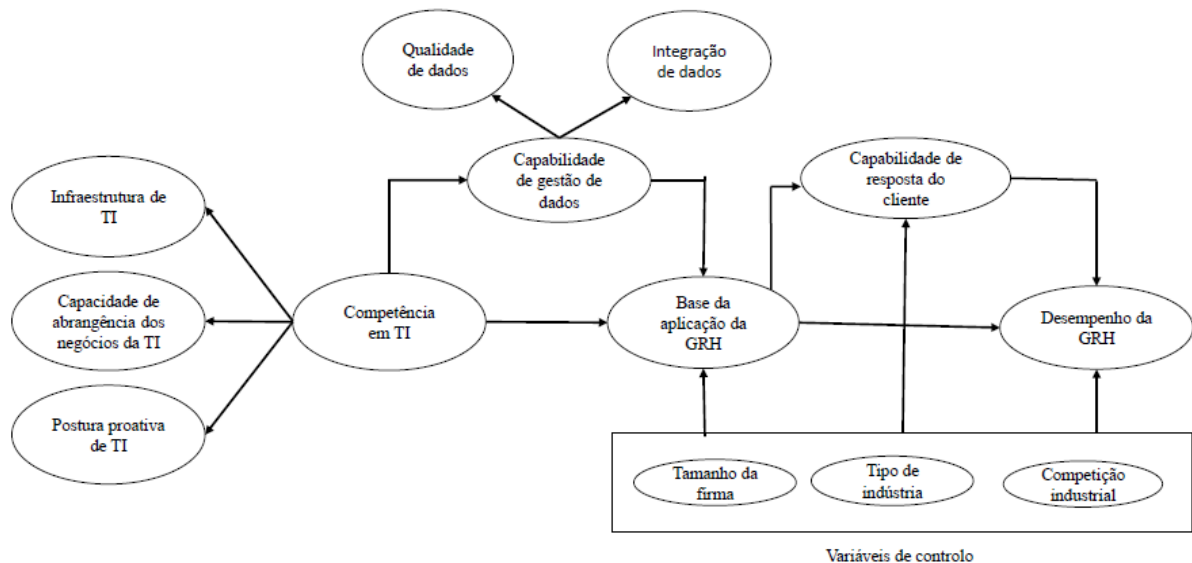 Qualidade
de dados
Integração
de dados
Capabilidade
de gestão de
dados
Capabilidade de
resposta do
cliente
Infraestrutura de
TI
Capacidade de
abrangência dos
negócios da TI
Competência
em TI
Base da
aplicação da
GRH
Desempenho da
GRH
Postura proativa
de TI
Tamanho da
firma
Tipo de
indústria
Competição
industrial
Variáveis de controlo